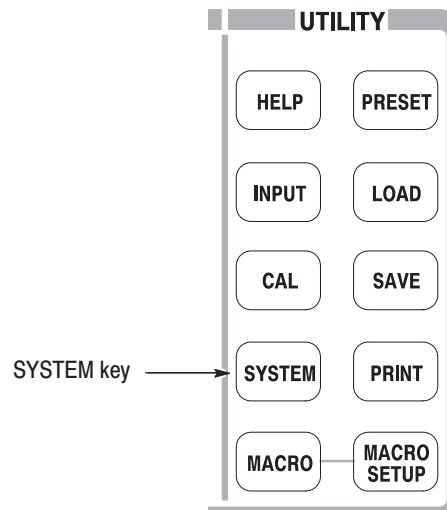 UTILITY
HELP
PRESET
INPUT
LOAD
CAL
SAVE
SYSTEM key
SYSTEM
PRINT
MACRO
MACRO
SETUP